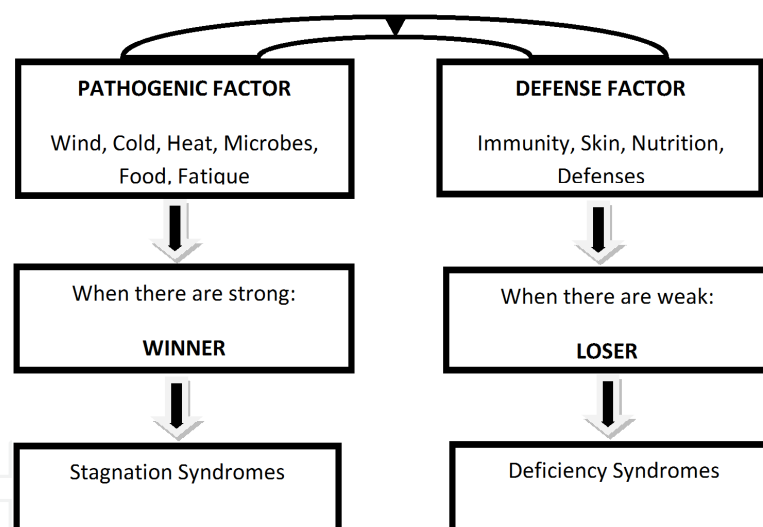 PATHOGENIC FACTOR
Wind, Cold, Heat, Microbes,
Food, Fatigue
DEFENSE FACTOR
Immunity, Skin, Nutrition,
Defenses
When there are strong:
WINNER
When there are weak:
LOSER
Stagnation Syndromes
Deficiency Syndromes